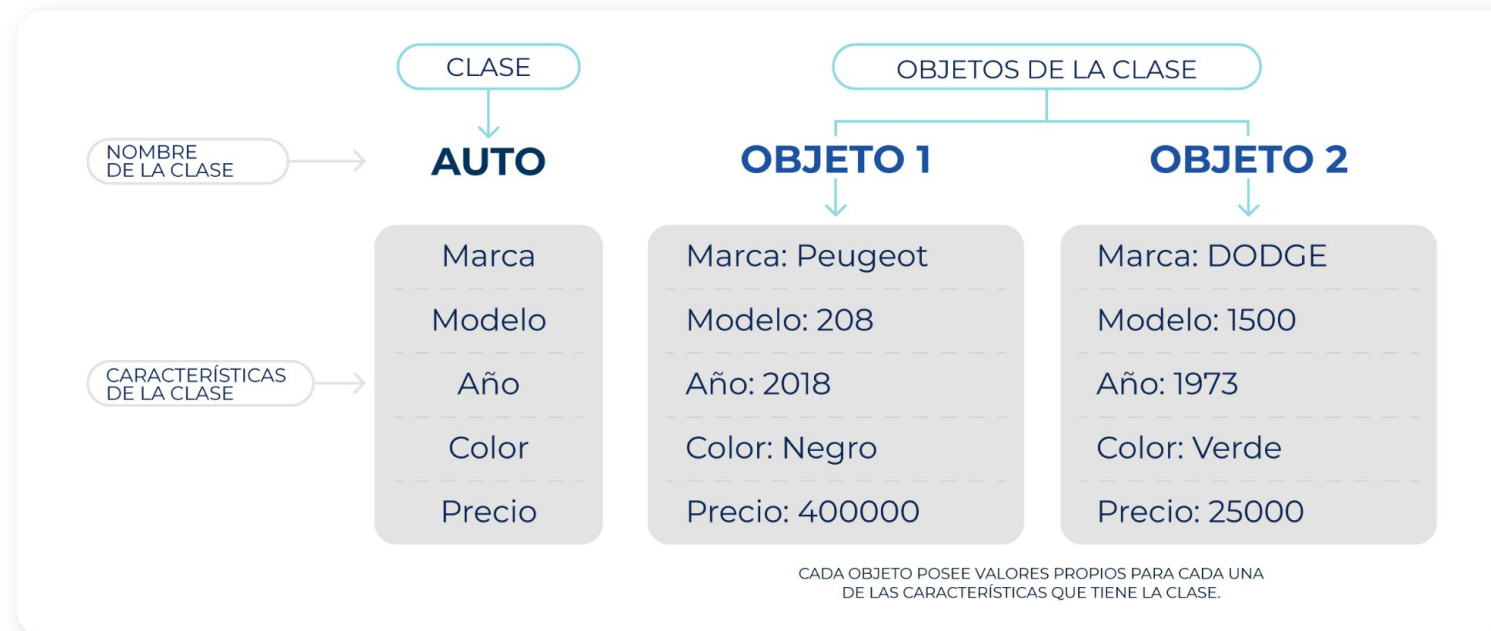 CLASE
OBJETOS DE LA CLASE
NOMBRE
DE LA CLASE
AUTO
OBJETO 1
OBJETO 2
CARACTERÍSTICAS
DE LA CLASE
Marca
Modelo
Año
Color
Precio
Marca: Peugeot
Modelo: 208
Año: 2018
Color: Negro
Precio: 400000
Marca: DODGE
Modelo: 1500
Año: 1973
Color: Verde
Precio: 25000
CADA OBJETO POSEE VALORES PROPIOS PARA CADA UNA
DE LAS CARACTERÍSTICAS QUE TIENE LA CLASE.